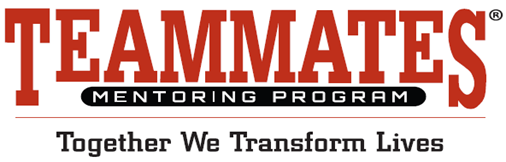 TEAMMATES®
MENTORING PROGRAM
Together We Transform Lives